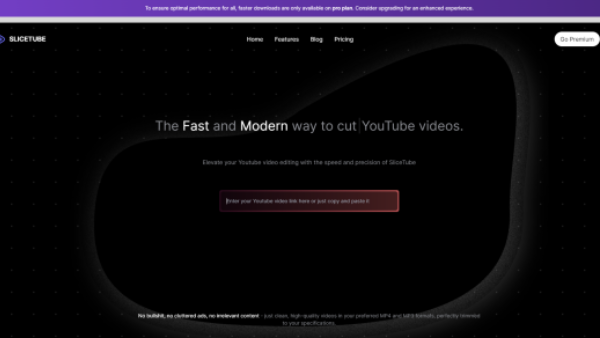 To ensure optimal performance for all, faster downloads are only available on pro plan. Consider upgrading for an enhanced experience.
SLICETUBE
Home Features Blog Pricing
Go Premium
The Fast and Modern way to cut YouTube videos.
Elevate your Youtube video editing with the speed and precision of SliceTube
Enter your Youtube video link here or just copy and paste it
No bullshit, no cluttered ads, no irrelevant content - just clean, high-quality videos in your preferred MP4 and MP3 formats, perfectly trimmed
to your specifications.